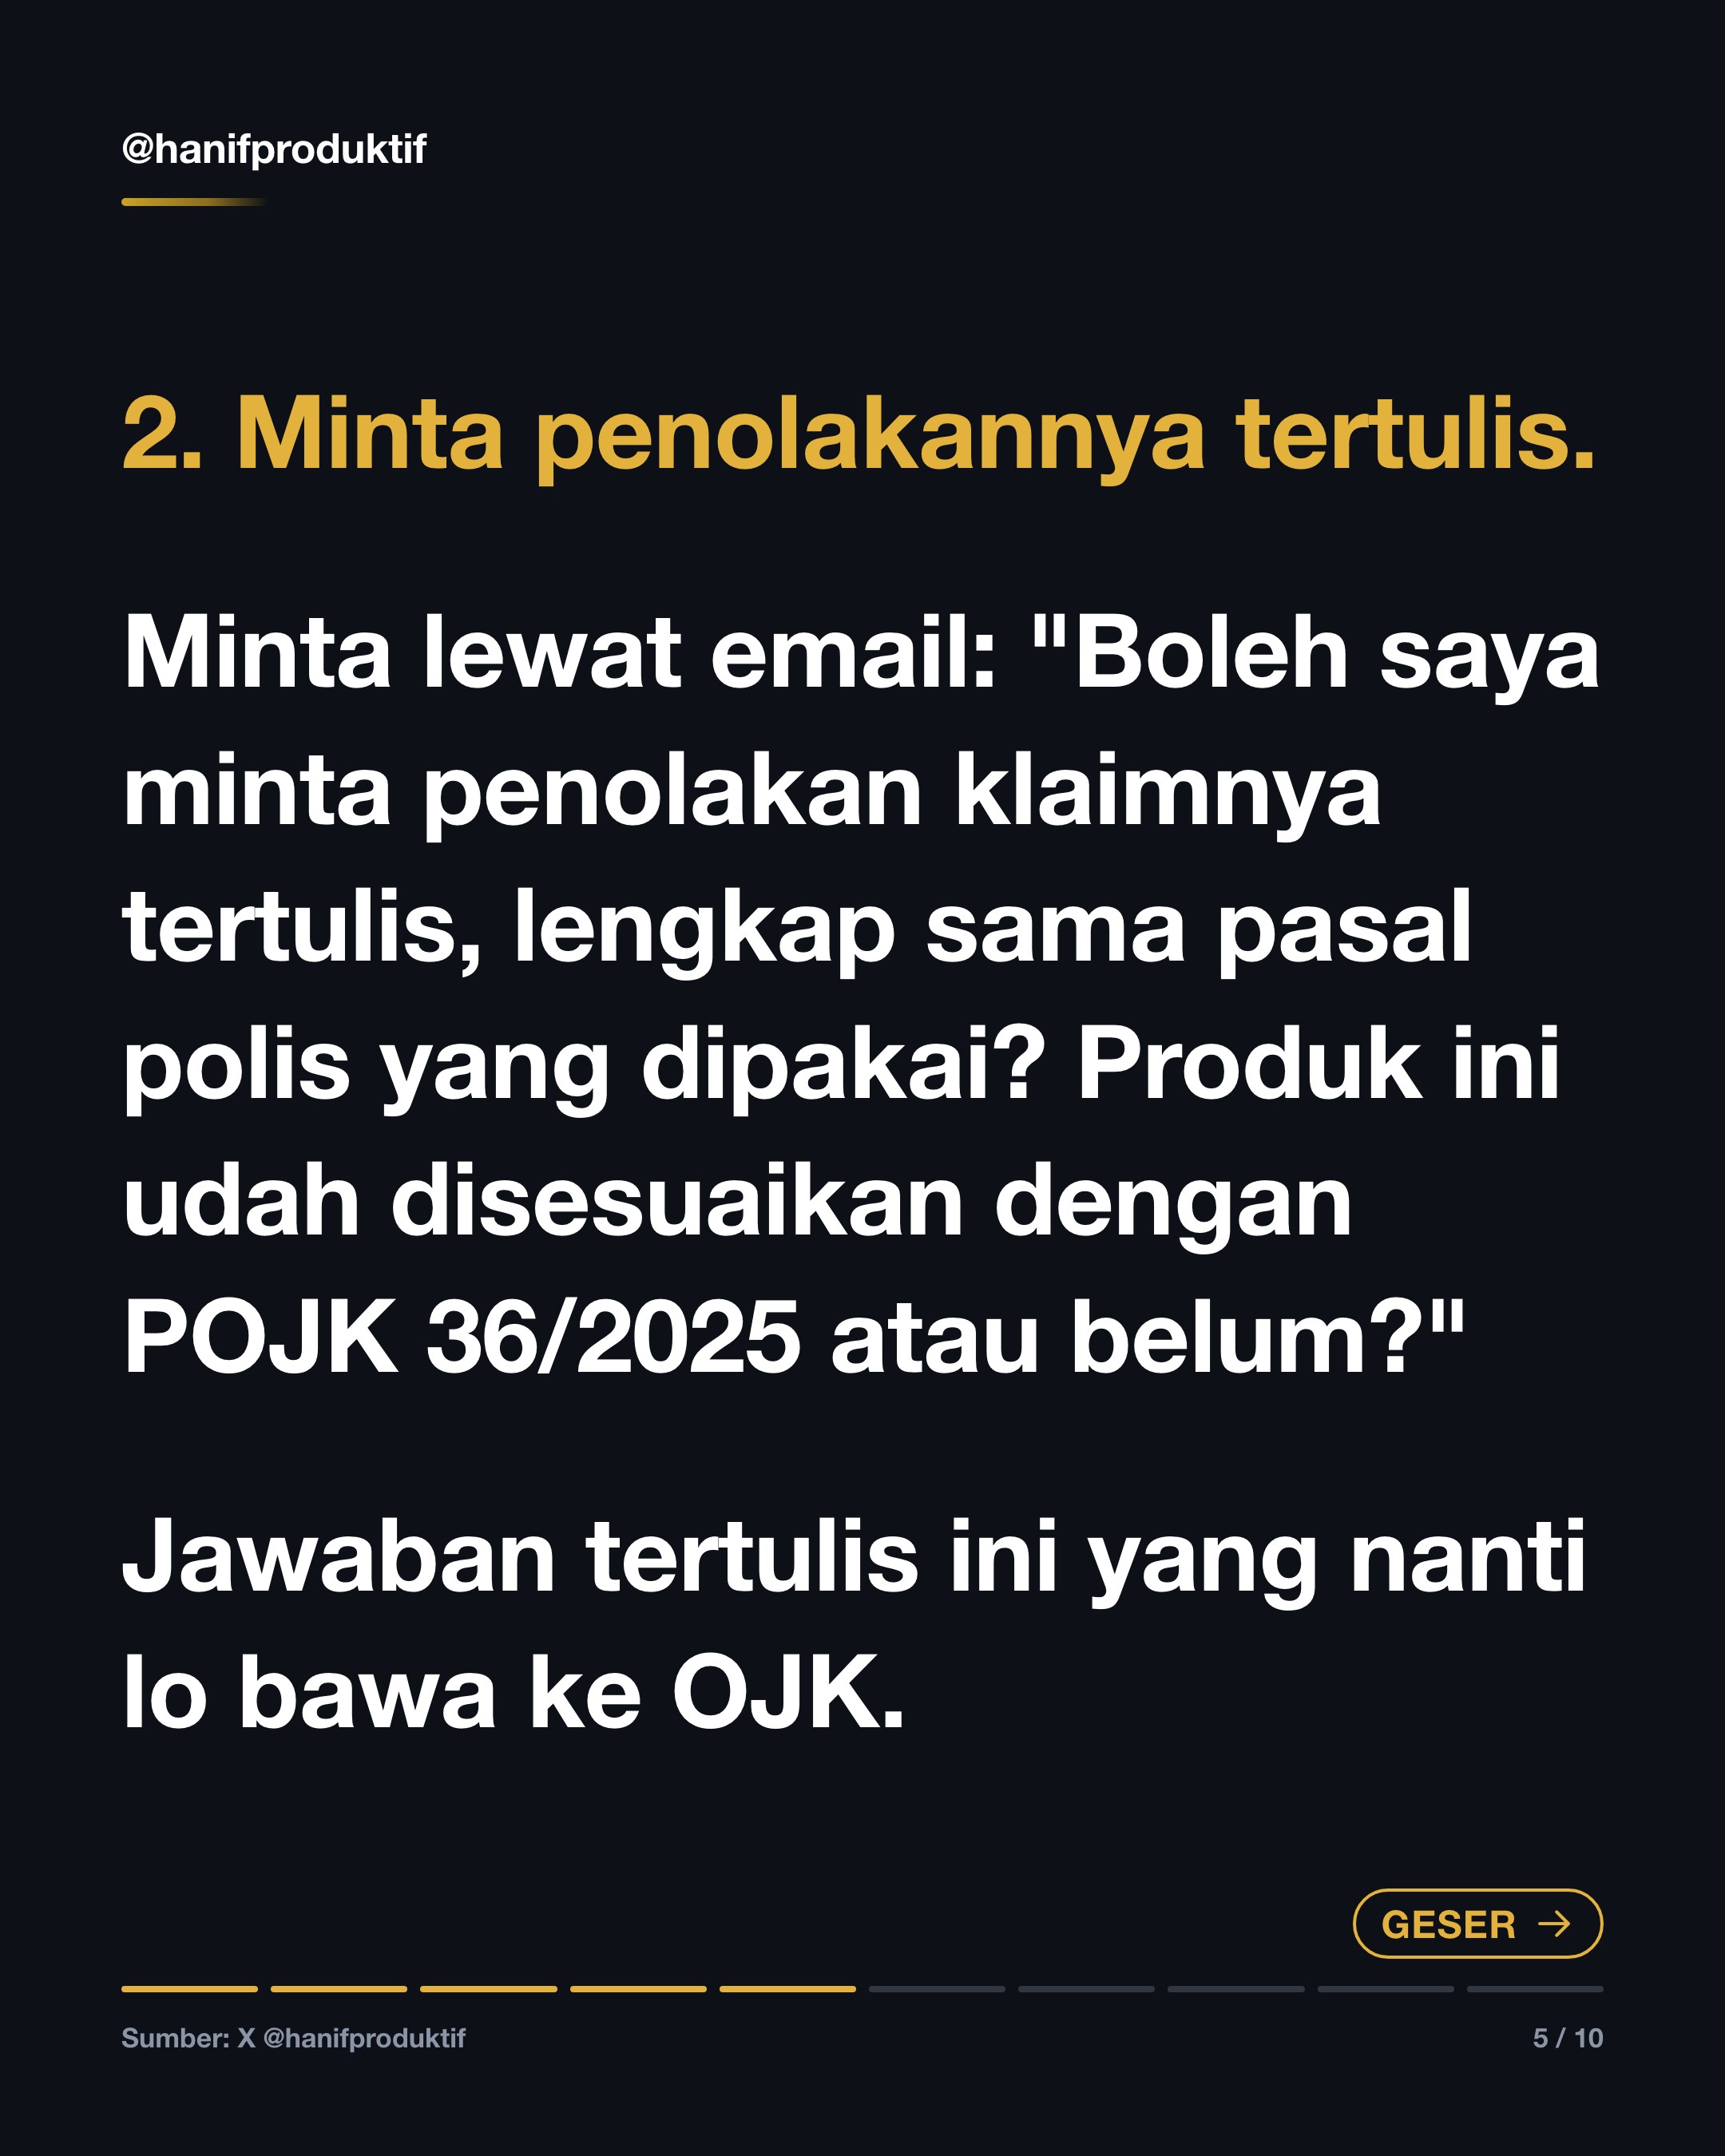 @hanifproduktif
2. Minta penolakannya tertulis.
Minta lewat email: "Boleh saya
minta penolakan klaimnya
tertulis, lengkap sama pasal
polis yang dipakai? Produk ini
udah disesuaikan dengan
POJK 36/2025 atau belum?"
Jawaban tertulis ini yang nanti
lo bawa ke OJK.
GESER →
Sumber: X @hanifproduktif
5 / 10